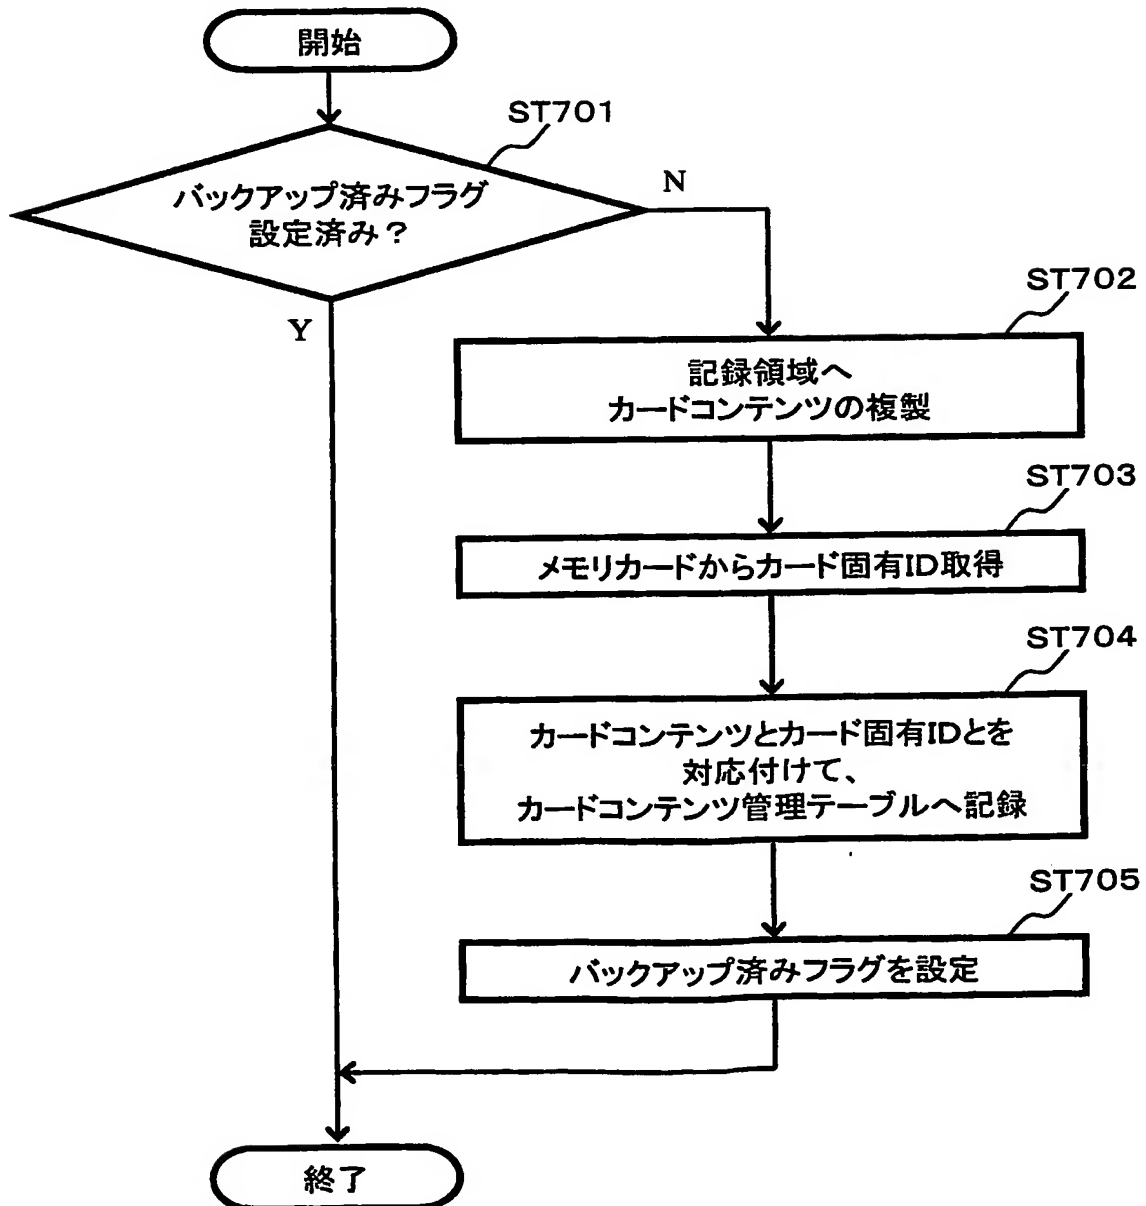 開始
ST701
バックアップ済みフラグ
設定済み?
N
Y
ST702
記録領域へ
カードコンテンツの複製
ST703
メモリカードからカード固有ID取得
ST704
カードコンテンツとカード固有IDとを
対応付けて、
カードコンテンツ管理テーブルへ記録
ST705
バックアップ済みフラグを設定
終了